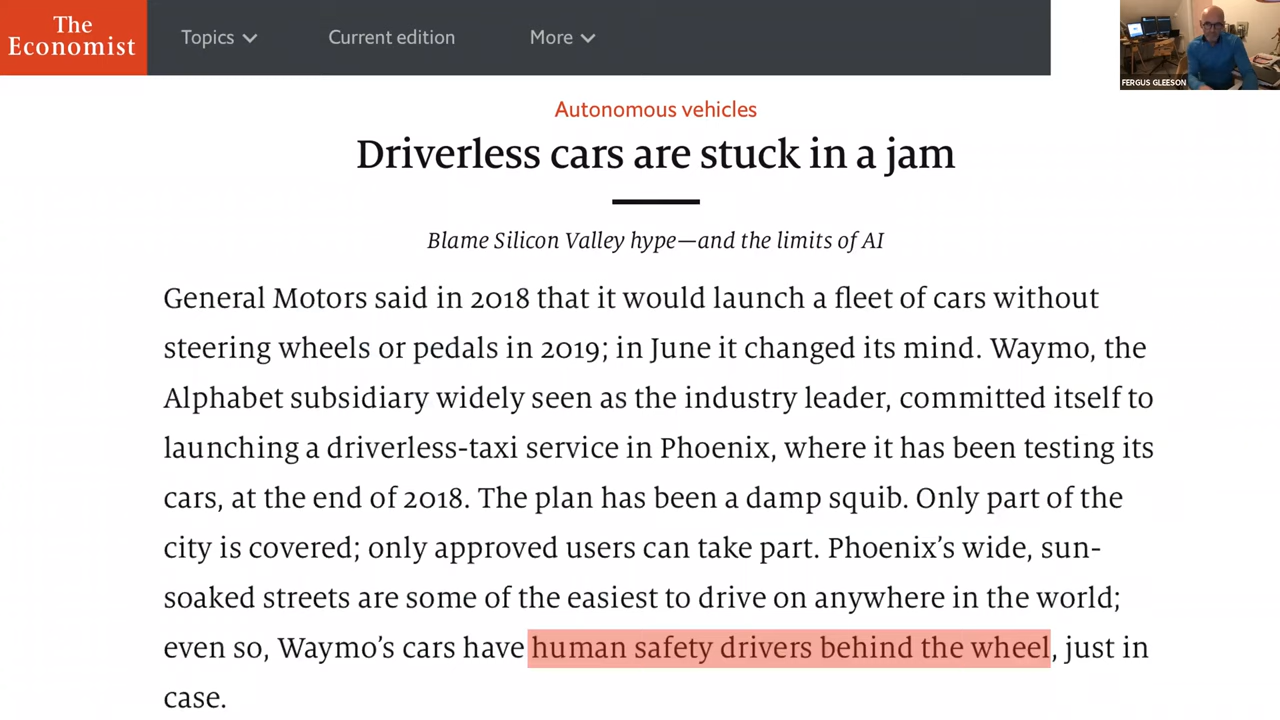 The
Economist
Topics
Current edition
More
FERGUS GLEESON
Autonomous vehicles
Driverless cars are stuck in a jam
Blame Silicon Valley hype—and the limits of AI
General Motors said in 2018 that it would launch a fleet of cars without
steering wheels or pedals in 2019; in June it changed its mind. Waymo, the
Alphabet subsidiary widely seen as the industry leader, committed itself to
launching a driverless-taxi service in Phoenix, where it has been testing its
cars, at the end of 2018. The plan has been a damp squib. Only part of the
city is covered; only approved users can take part. Phoenix’s wide, sun-
soaked streets are some of the easiest to drive on anywhere in the world;
even so, Waymo’s cars have human safety drivers behind the wheel, just in
case.